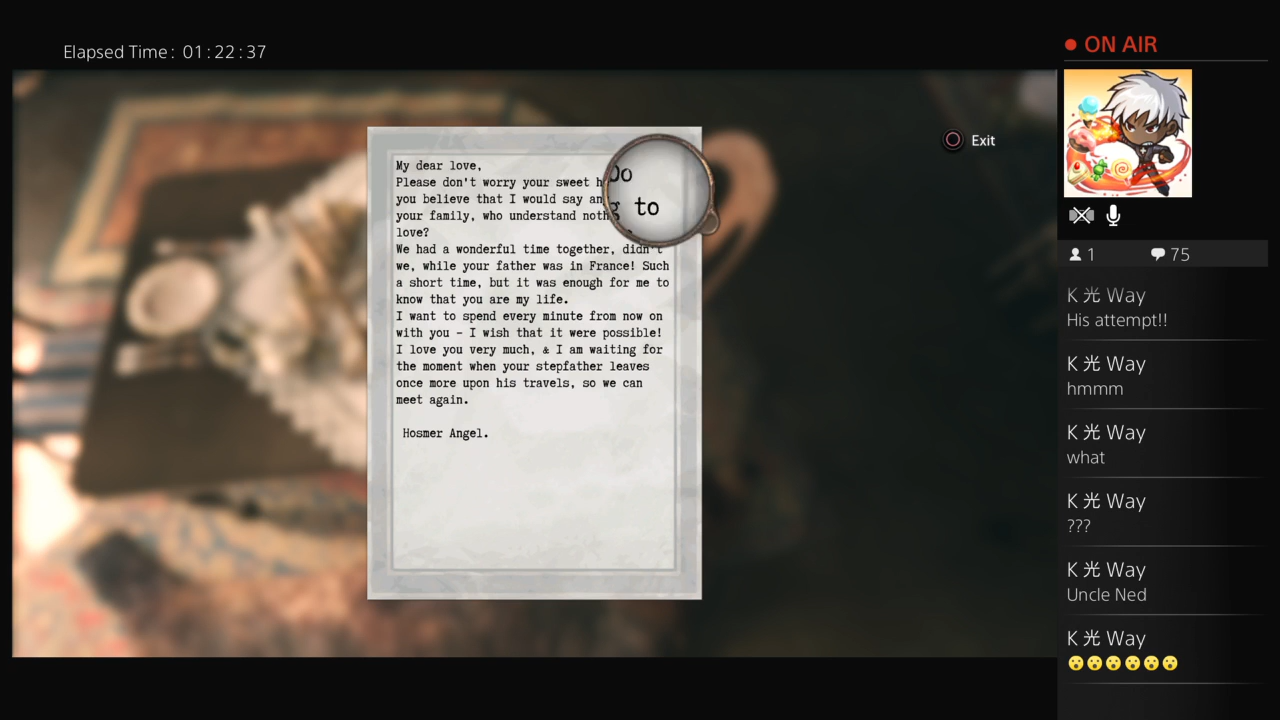 Elapsed Time: 01:22:37
ON AIR
My dear love,
Please don't worry your sweet h
you believe that I would say an
your family, who understand noth
love?
We had a wonderful time together, didn't
we, while your father was in France! Such
a short time, but it was enough for me to
know that you are my life.
I want to spend every minute from now on
with you - I wish that it were possible!
I love you very much, & I am waiting for
the moment when your stepfather leaves
once more upon his travels, so we can
meet again.
Hosmer Angel.
Do
g to
Exit
1
75
K 光 Way
His attempt!!
K 光 Way
hmmm
K 光 Way
what
K 光 Way
???
K 光 Way
Uncle Ned
K 光 Way
😮😮😮😮😮😮